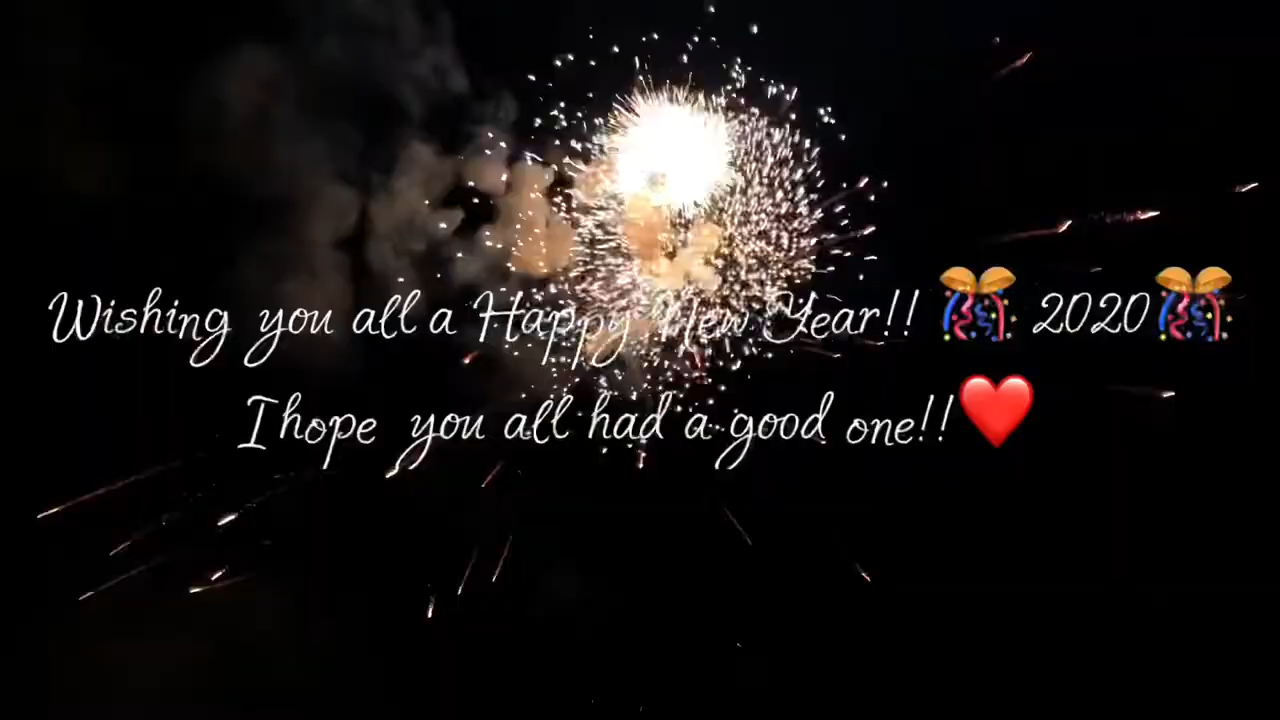 Wishing you all a Happy New Year!! 🎊 2020🎊
I hope you all had a good one!!❤️